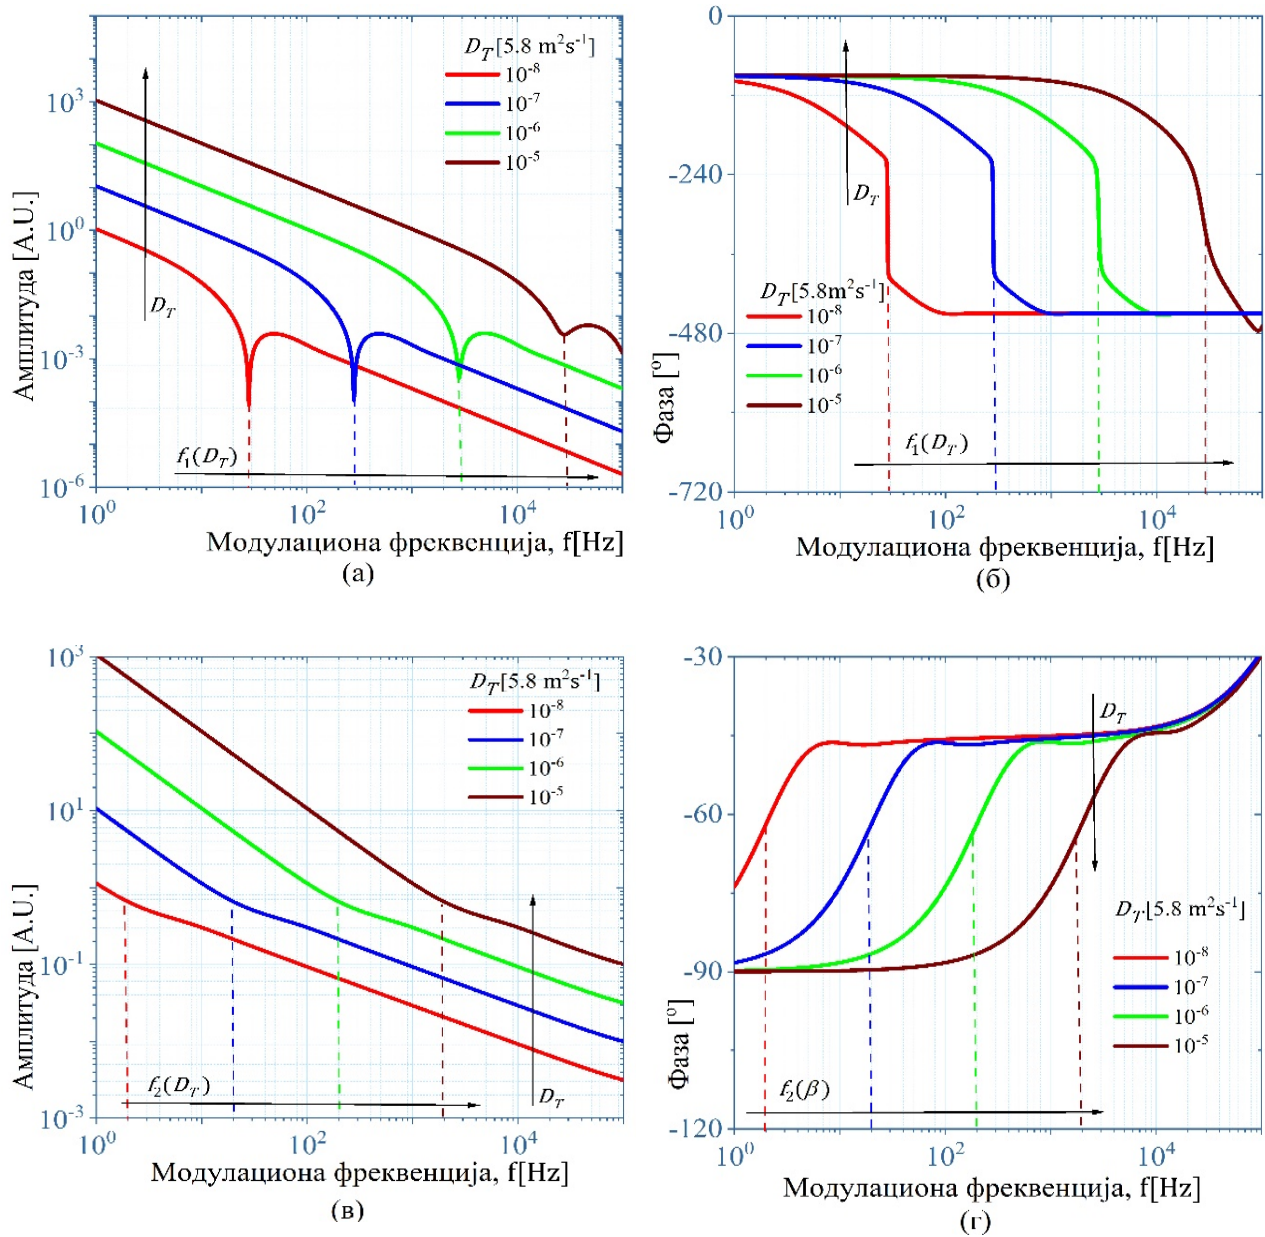 D_T [5.8 m²s⁻¹]
10⁻⁸
10⁻⁷
10⁻⁶
10⁻⁵
10³
10⁰
10⁻³
10⁻⁶
Амплитуда [A.U.]
D_T
f₁(D_T)
10⁰ 10² 10⁴
Модулациона фреквенција, f[Hz]
(а)
0
-240
-480
-720
Фаза [º]
D_T
D_T [5.8m²s⁻¹]
10⁻⁸
10⁻⁷
10⁻⁶
10⁻⁵
f₁(D_T)
10⁰ 10² 10⁴
Модулациона фреквенција, f[Hz]
(б)
10³
10¹
10⁻¹
10⁻³
Амплитуда [A.U.]
D_T [5.8 m²s⁻¹]
10⁻⁸
10⁻⁷
10⁻⁶
10⁻⁵
f₂(D_T)
D_T
10⁰ 10² 10⁴
Модулациона фреквенција, f[Hz]
(в)
-30
-60
-90
-120
Фаза [º]
D_T
D_T [5.8 m²s⁻¹]
10⁻⁸
10⁻⁷
10⁻⁶
10⁻⁵
f₂(β)
10⁰ 10² 10⁴
Модулациона фреквенција, f[Hz]
(г)